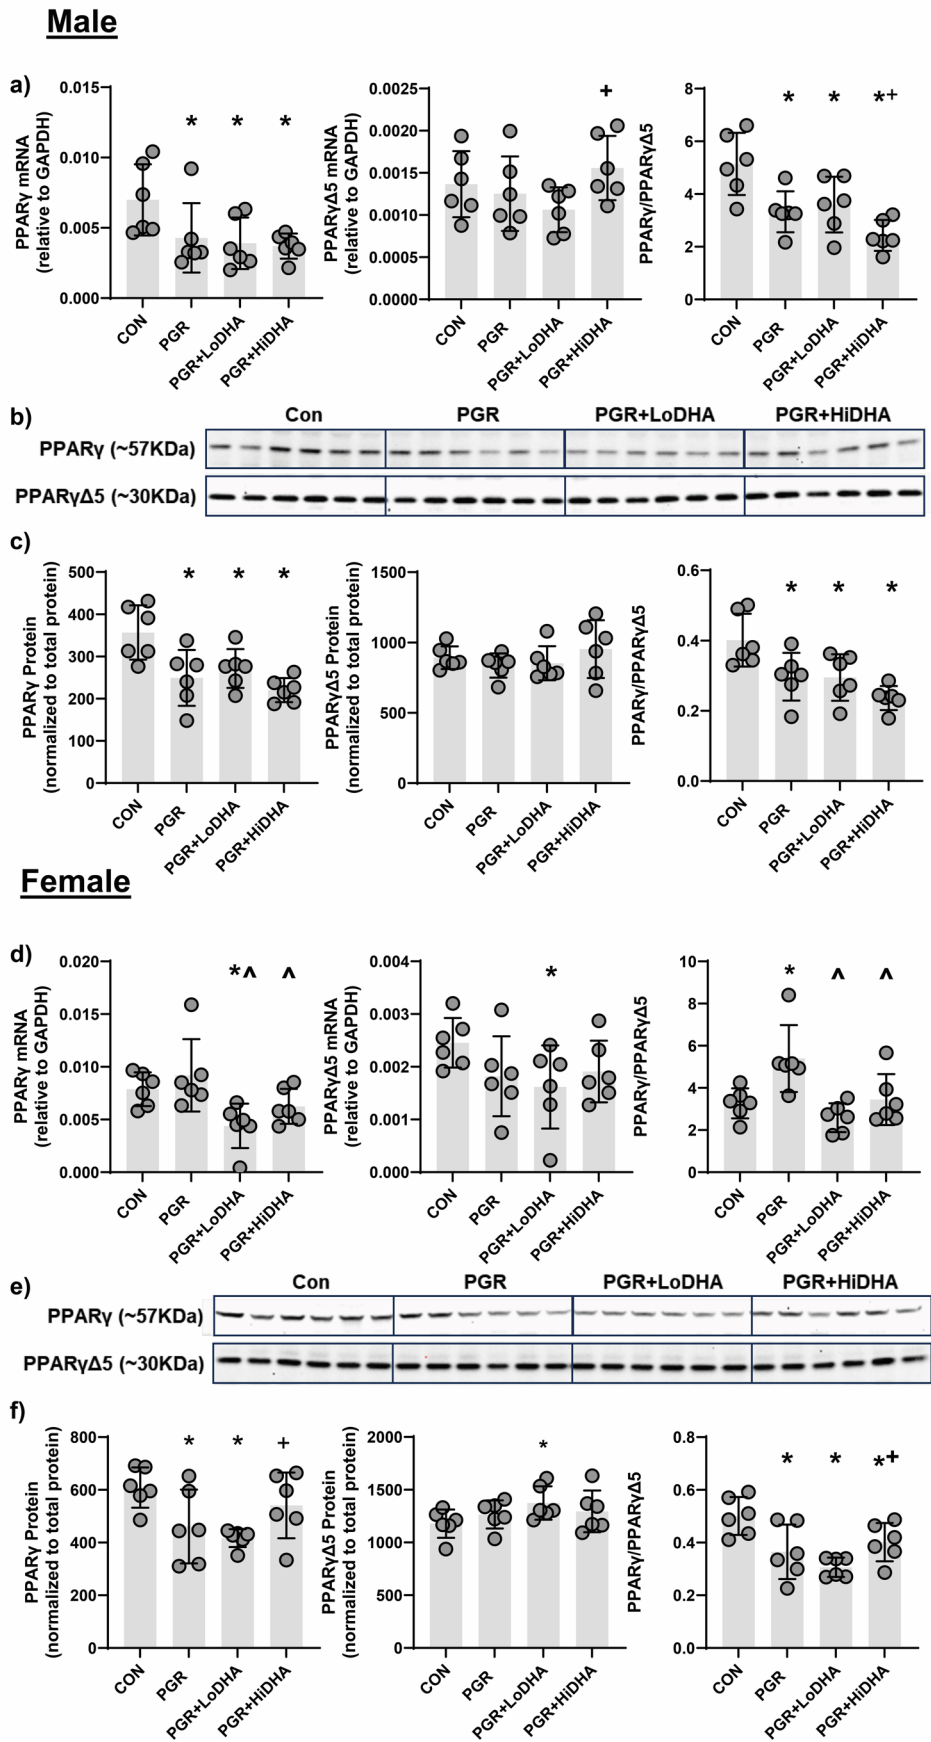 Male
a)
PPARγ mRNA
(relative to GAPDH)
0.015
0.010
0.005
0.000
* * *
CON PGR PGR+LoDHA PGR+HiDHA
PPARγΔ5 mRNA
(relative to GAPDH)
0.0025
0.0020
0.0015
0.0010
0.0005
0.0000
+
CON PGR PGR+LoDHA PGR+HiDHA
PPARγ/PPARγΔ5
8
6
4
2
0
* * *+
CON PGR PGR+LoDHA PGR+HiDHA
b)
Con PGR PGR+LoDHA PGR+HiDHA
PPARγ (~57KDa)
PPARγΔ5 (~30KDa)
c)
PPARγ Protein
(normalized to total protein)
500
400
300
200
100
0
* * *
CON PGR PGR+LoDHA PGR+HiDHA
PPARγΔ5 Protein
(normalized to total protein)
1500
1000
500
0
CON PGR PGR+LoDHA PGR+HiDHA
PPARγ/PPARγΔ5
0.6
0.4
0.2
0.0
* * *
CON PGR PGR+LoDHA PGR+HiDHA
Female
d)
PPARγ mRNA
(relative to GAPDH)
0.020
0.015
0.010
0.005
0.000
*^ ^
CON PGR PGR+LoDHA PGR+HiDHA
PPARγΔ5 mRNA
(relative to GAPDH)
0.004
0.003
0.002
0.001
0.000
*
CON PGR PGR+LoDHA PGR+HiDHA
PPARγ/PPARγΔ5
10
8
6
4
2
0
* ^ ^
CON PGR PGR+LoDHA PGR+HiDHA
e)
Con PGR PGR+LoDHA PGR+HiDHA
PPARγ (~57KDa)
PPARγΔ5 (~30KDa)
f)
PPARγ Protein
(normalized to total protein)
800
600
400
200
0
* * +
CON PGR PGR+LoDHA PGR+HiDHA
PPARγΔ5 Protein
(normalized to total protein)
2000
1500
1000
500
0
*
CON PGR PGR+LoDHA PGR+HiDHA
PPARγ/PPARγΔ5
0.8
0.6
0.4
0.2
0.0
* * *+
CON PGR PGR+LoDHA PGR+HiDHA